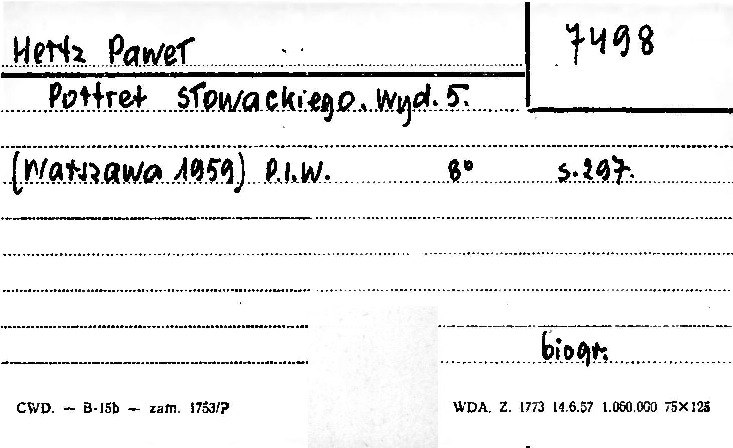 Hertz Paweł
7498
Portret Słowackiego. Wyd. 5.
(Warszawa 1959) P.I.W. 8° s. 297.
biogr.
CWD. — B-15b — zam. 1753/P
WDA. Z. 1773 14.6.57 1.060.000 75×125